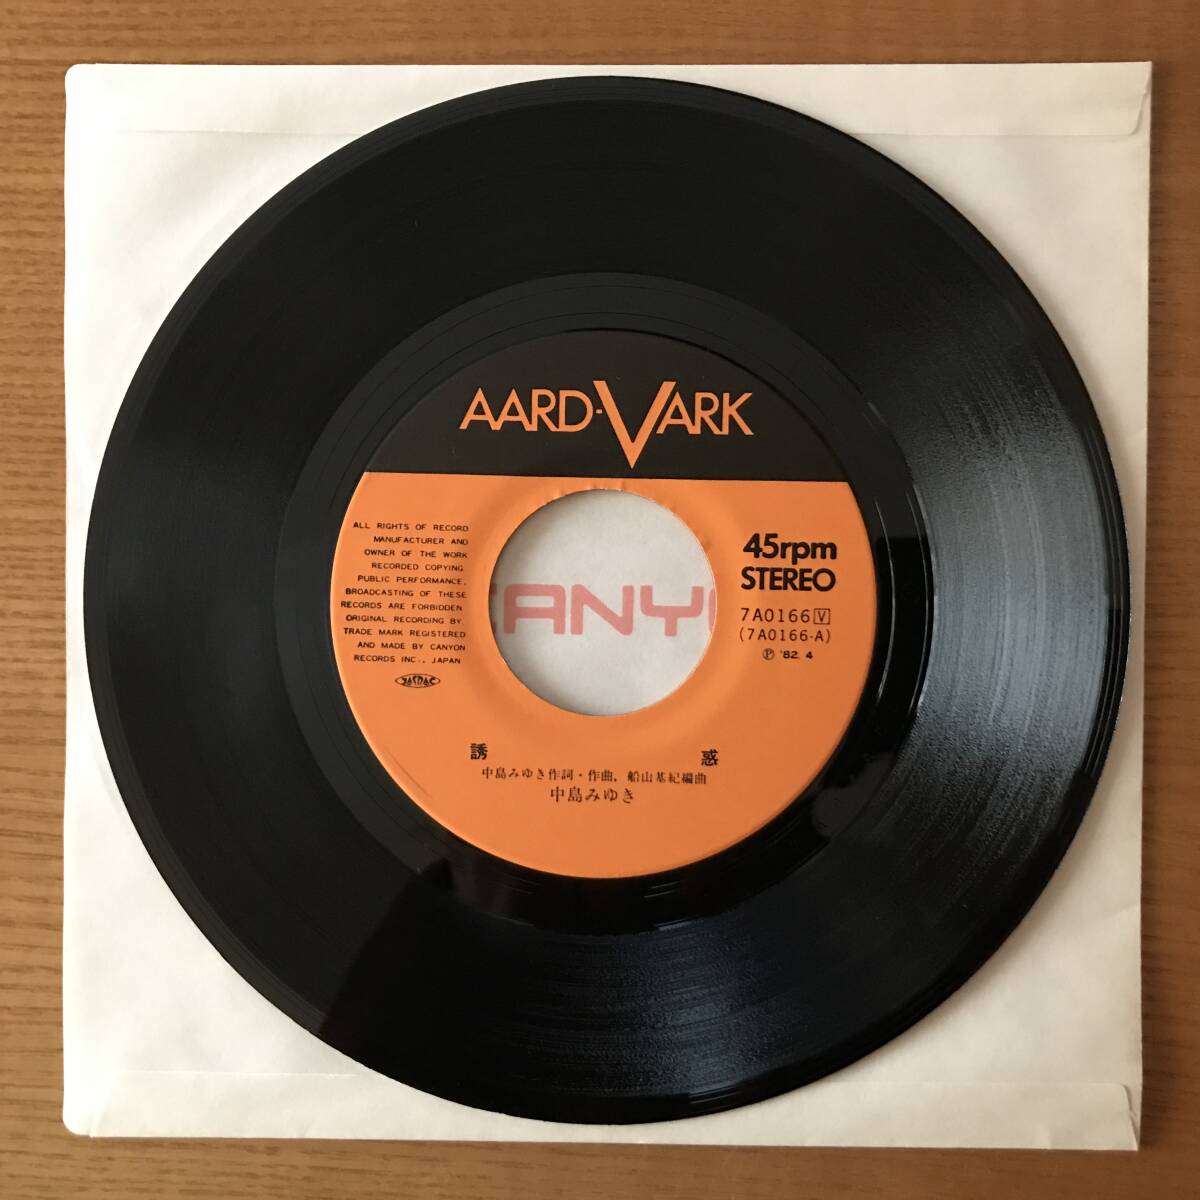 AARD-VARK
ALL RIGHTS OF RECORD
MANUFACTURER AND
OWNER OF THE WORK
RECORDED COPYING,
PUBLIC PERFORMANCE,
BROADCASTING OF THESE
RECORDS ARE FORBIDDEN
ORIGINAL RECORDING BY.
TRADE MARK REGISTERED
AND MADE BY CANYON
RECORDS INC., JAPAN
JASRAC
45rpm
STEREO
7A0166 V
(7A0166-A)
Ⓟ '82. 4
誘惑
中島みゆき作詞・作曲, 船山基紀編曲
中島みゆき